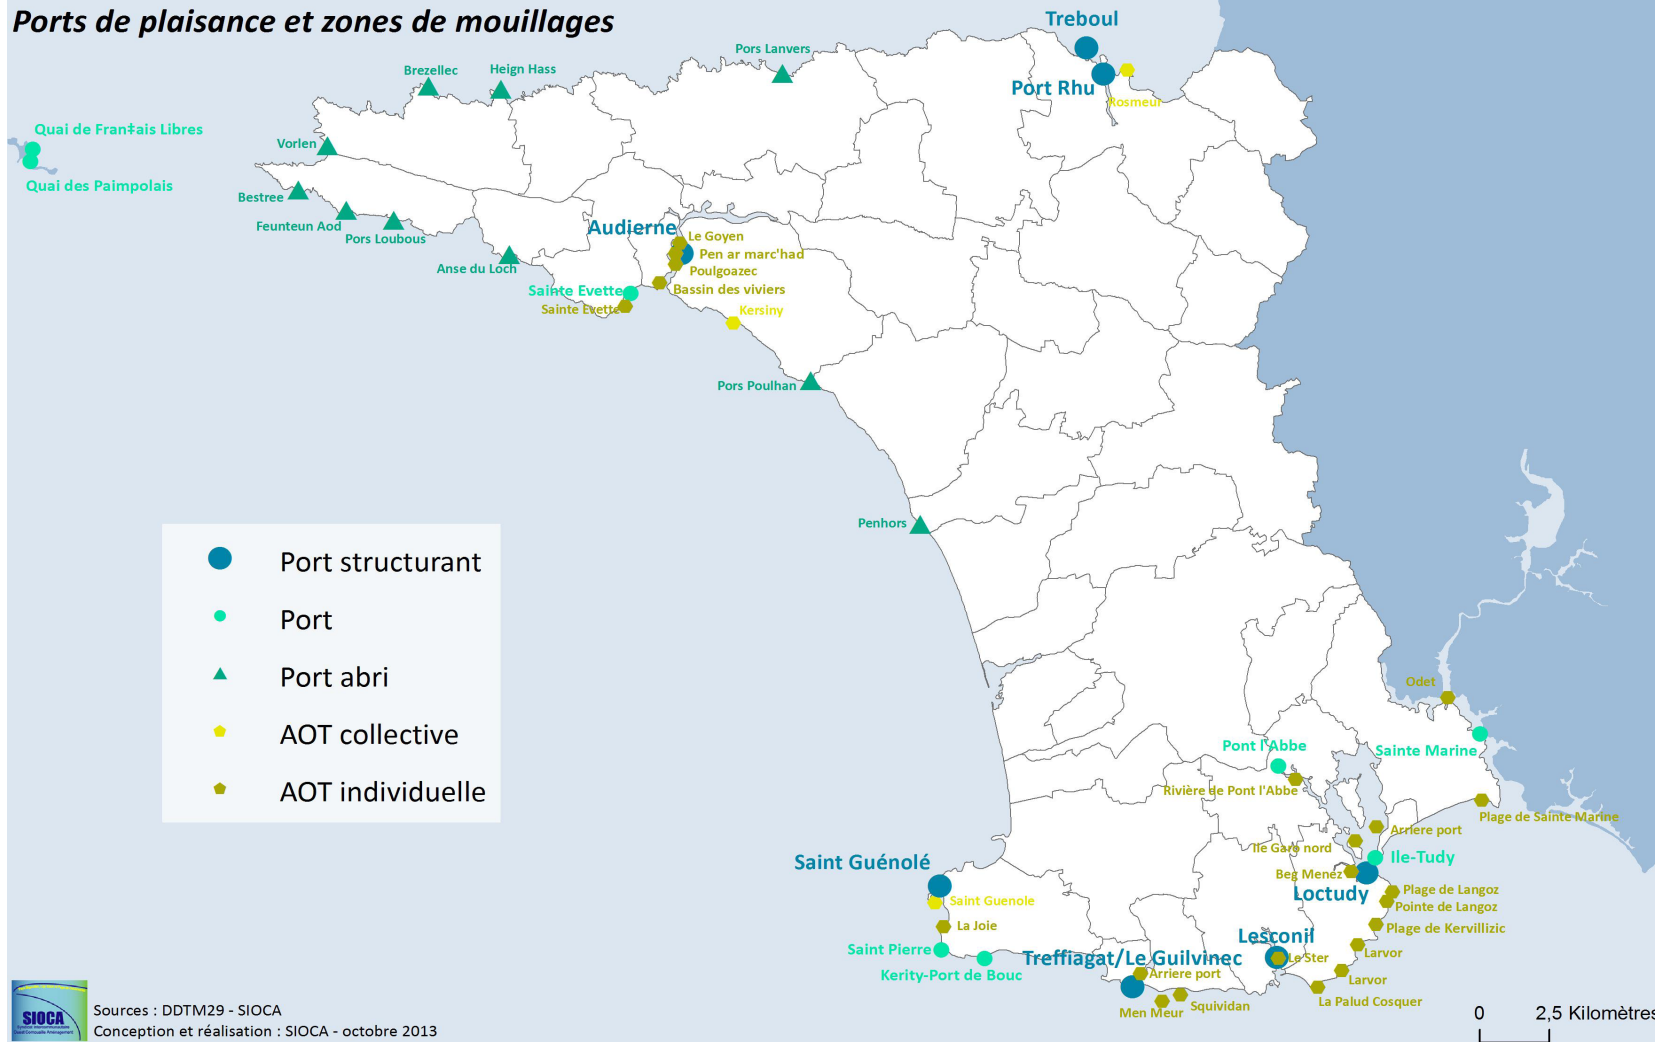 Ports de plaisance et zones de mouillages
Treboul
Port Rhu
Rosmeur
Pors Lanvers
Heign Hass
Brezellec
Quai de Fran‡ais Libres
Quai des Paimpolais
Vorlen
Bestree
Feunteun Aod
Pors Loubous
Anse du Loch
Audierne
Le Goyen
Pen ar marc'had
Poulgoazec
Bassin des viviers
Sainte Evette
Sainte Evette
Kersiny
Pors Poulhan
Penhors
Port structurant
Port
Port abri
AOT collective
AOT individuelle
Odet
Sainte Marine
Plage de Sainte Marine
Pont l'Abbe
Rivière de Pont l'Abbe
Arriere port
Ile Garo nord
Ile-Tudy
Beg Menez
Loctudy
Plage de Langoz
Pointe de Langoz
Plage de Kervillizic
Larvor
Larvor
La Palud Cosquer
Saint Guénolé
Saint Guenole
La Joie
Saint Pierre
Kerity-Port de Bouc
Lesconil
Le Ster
Treffiagat/Le Guilvinec
Arriere port
Men Meur
Squividan
SIOCA
Sources : DDTM29 - SIOCA
Conception et réalisation : SIOCA - octobre 2013
0 2,5 Kilomètres